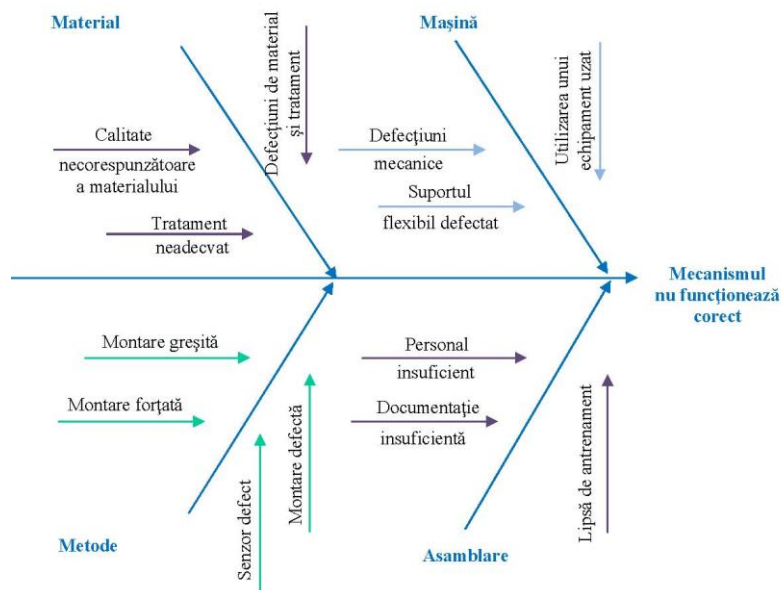 Material
Mașină
Defecțiuni de material
și tratament
Utilizarea unui
echipament uzat
Calitate
necorespunzătoare
a materialului
Defecțiuni
mecanice
Suportul
flexibil defectat
Tratament
neadecvat
Mecanismul
nu funcționează
corect
Montare greșită
Montare forțată
Personal
insuficient
Documentație
insuficientă
Senzor defect
Montare defectă
Lipsă de antrenament
Metode
Asamblare